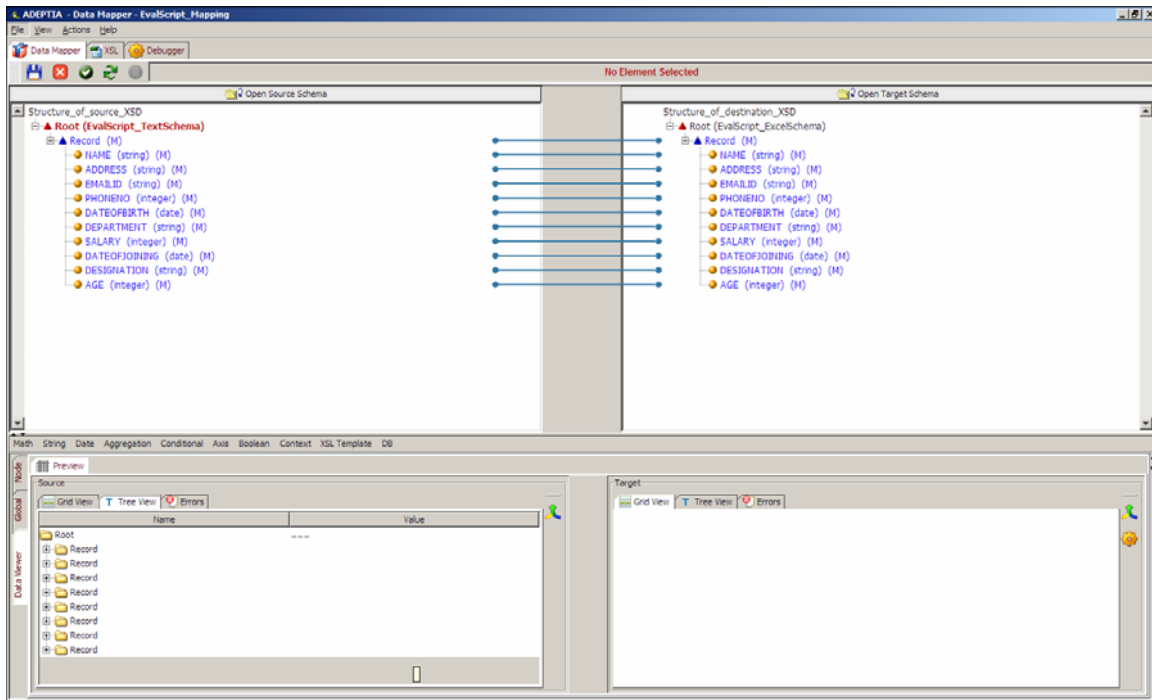 ADEPTIA - Data Mapper - EvalScript_Mapping
File View Actions Help
Data Mapper XSL Debugger
No Element Selected
Open Source Schema
Open Target Schema
Structure_of_source_XSD
Root (EvalScript_TextSchema)
Record (M)
NAME (string) (M)
ADDRESS (string) (M)
EMAILID (string) (M)
PHONENO (integer) (M)
DATEOFBIRTH (date) (M)
DEPARTMENT (string) (M)
SALARY (integer) (M)
DATEOFJOINING (date) (M)
DESIGNATION (string) (M)
AGE (integer) (M)
Structure_of_destination_XSD
Root (EvalScript_ExcelSchema)
Record (M)
NAME (string) (M)
ADDRESS (string) (M)
EMAILID (string) (M)
PHONENO (integer) (M)
DATEOFBIRTH (date) (M)
DEPARTMENT (string) (M)
SALARY (integer) (M)
DATEOFJOINING (date) (M)
DESIGNATION (string) (M)
AGE (integer) (M)
Math String Date Aggregation Conditional Axis Boolean Context XSL Template DB
Node
Global
Data Viewer
Preview
Source
Grid View Tree View Errors
Name Value
Root ---
Record
Record
Record
Record
Record
Record
Record
Record
Target
Grid View Tree View Errors